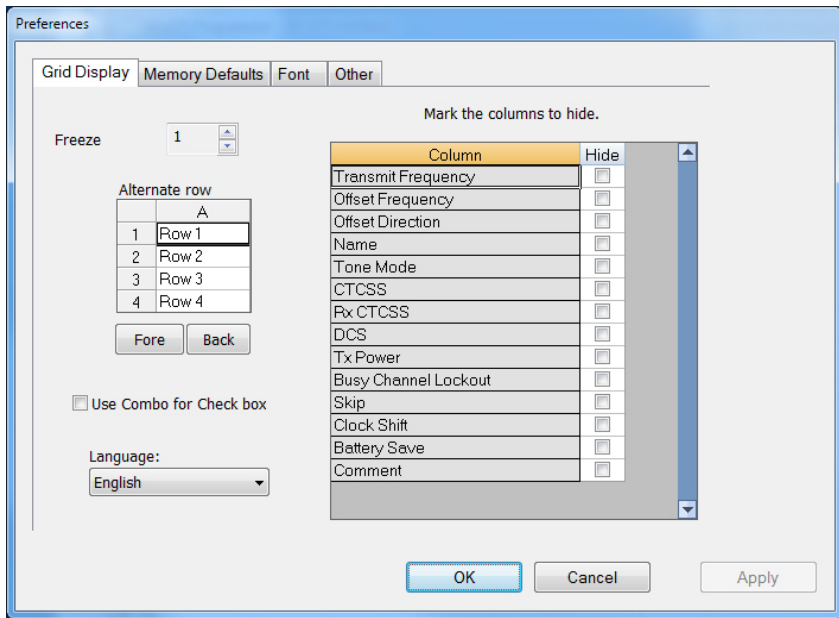 Preferences
Grid Display Memory Defaults Font Other
Mark the columns to hide.
Freeze 1
Alternate row
A
1 Row 1
2 Row 2
3 Row 3
4 Row 4
Fore Back
Use Combo for Check box
Language:
English
Column Hide
Transmit Frequency
Offset Frequency
Offset Direction
Name
Tone Mode
CTCSS
Rx CTCSS
DCS
Tx Power
Busy Channel Lockout
Skip
Clock Shift
Battery Save
Comment
OK Cancel Apply